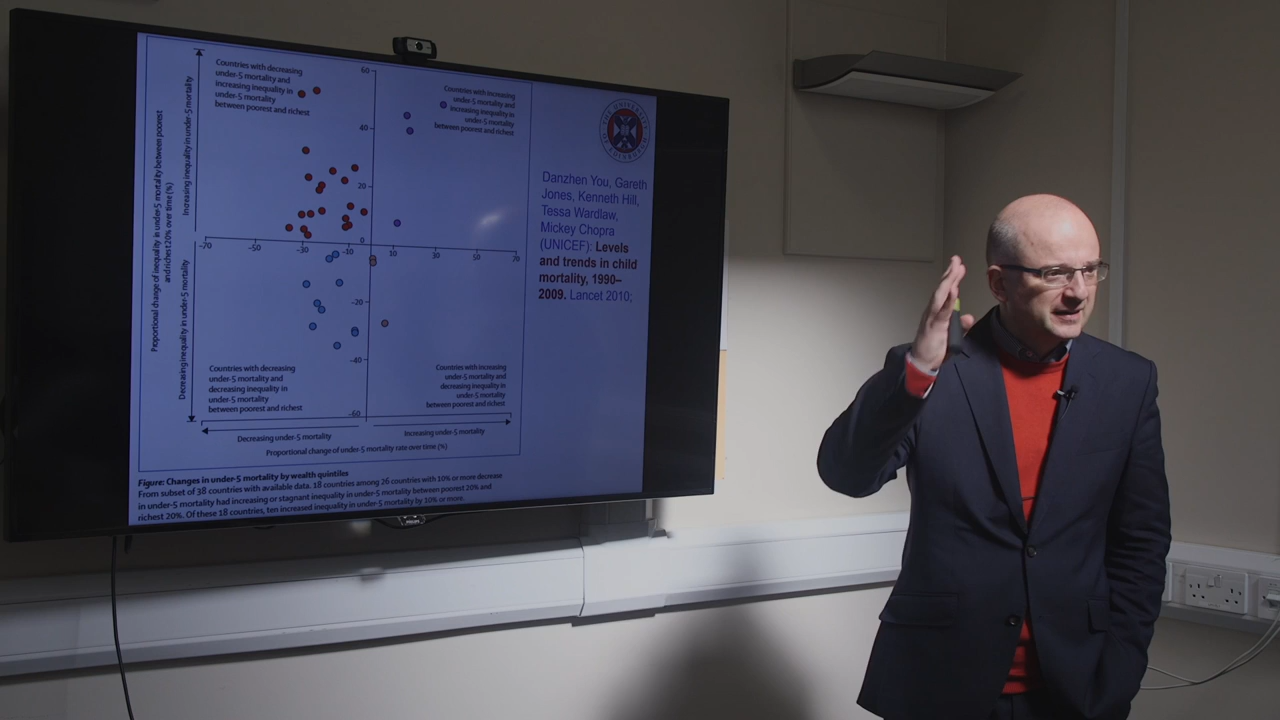 Countries with decreasing
under-5 mortality and
increasing inequality in
under-5 mortality
between poorest and richest
Countries with increasing
under-5 mortality and
increasing inequality in
under-5 mortality
between poorest and richest
Proportional change of inequality in under-5 mortality between poorest
and richest 20% over time (%)
Increasing inequality in under-5 mortality
Decreasing inequality in under-5 mortality
60
40
20
0
-20
-40
-60
-70
-50
-30
-10
10
30
50
70
Countries with decreasing
under-5 mortality and
decreasing inequality in
under-5 mortality
between poorest and richest
Countries with increasing
under-5 mortality and
decreasing inequality in
under-5 mortality
between poorest and richest
Decreasing under-5 mortality
Increasing under-5 mortality
Proportional change of under-5 mortality rate over time (%)
Figure: Changes in under-5 mortality by wealth quintiles
From subset of 38 countries with available data. 18 countries among 26 countries with 10% or more decrease
in under-5 mortality had increasing or stagnant inequality in under-5 mortality between poorest 20% and
richest 20%. Of these 18 countries, ten increased inequality in under-5 mortality by 10% or more.
Danzhen You, Gareth
Jones, Kenneth Hill,
Tessa Wardlaw,
Mickey Chopra
(UNICEF): Levels
and trends in child
mortality, 1990–
2009. Lancet 2010;
PHILIPS